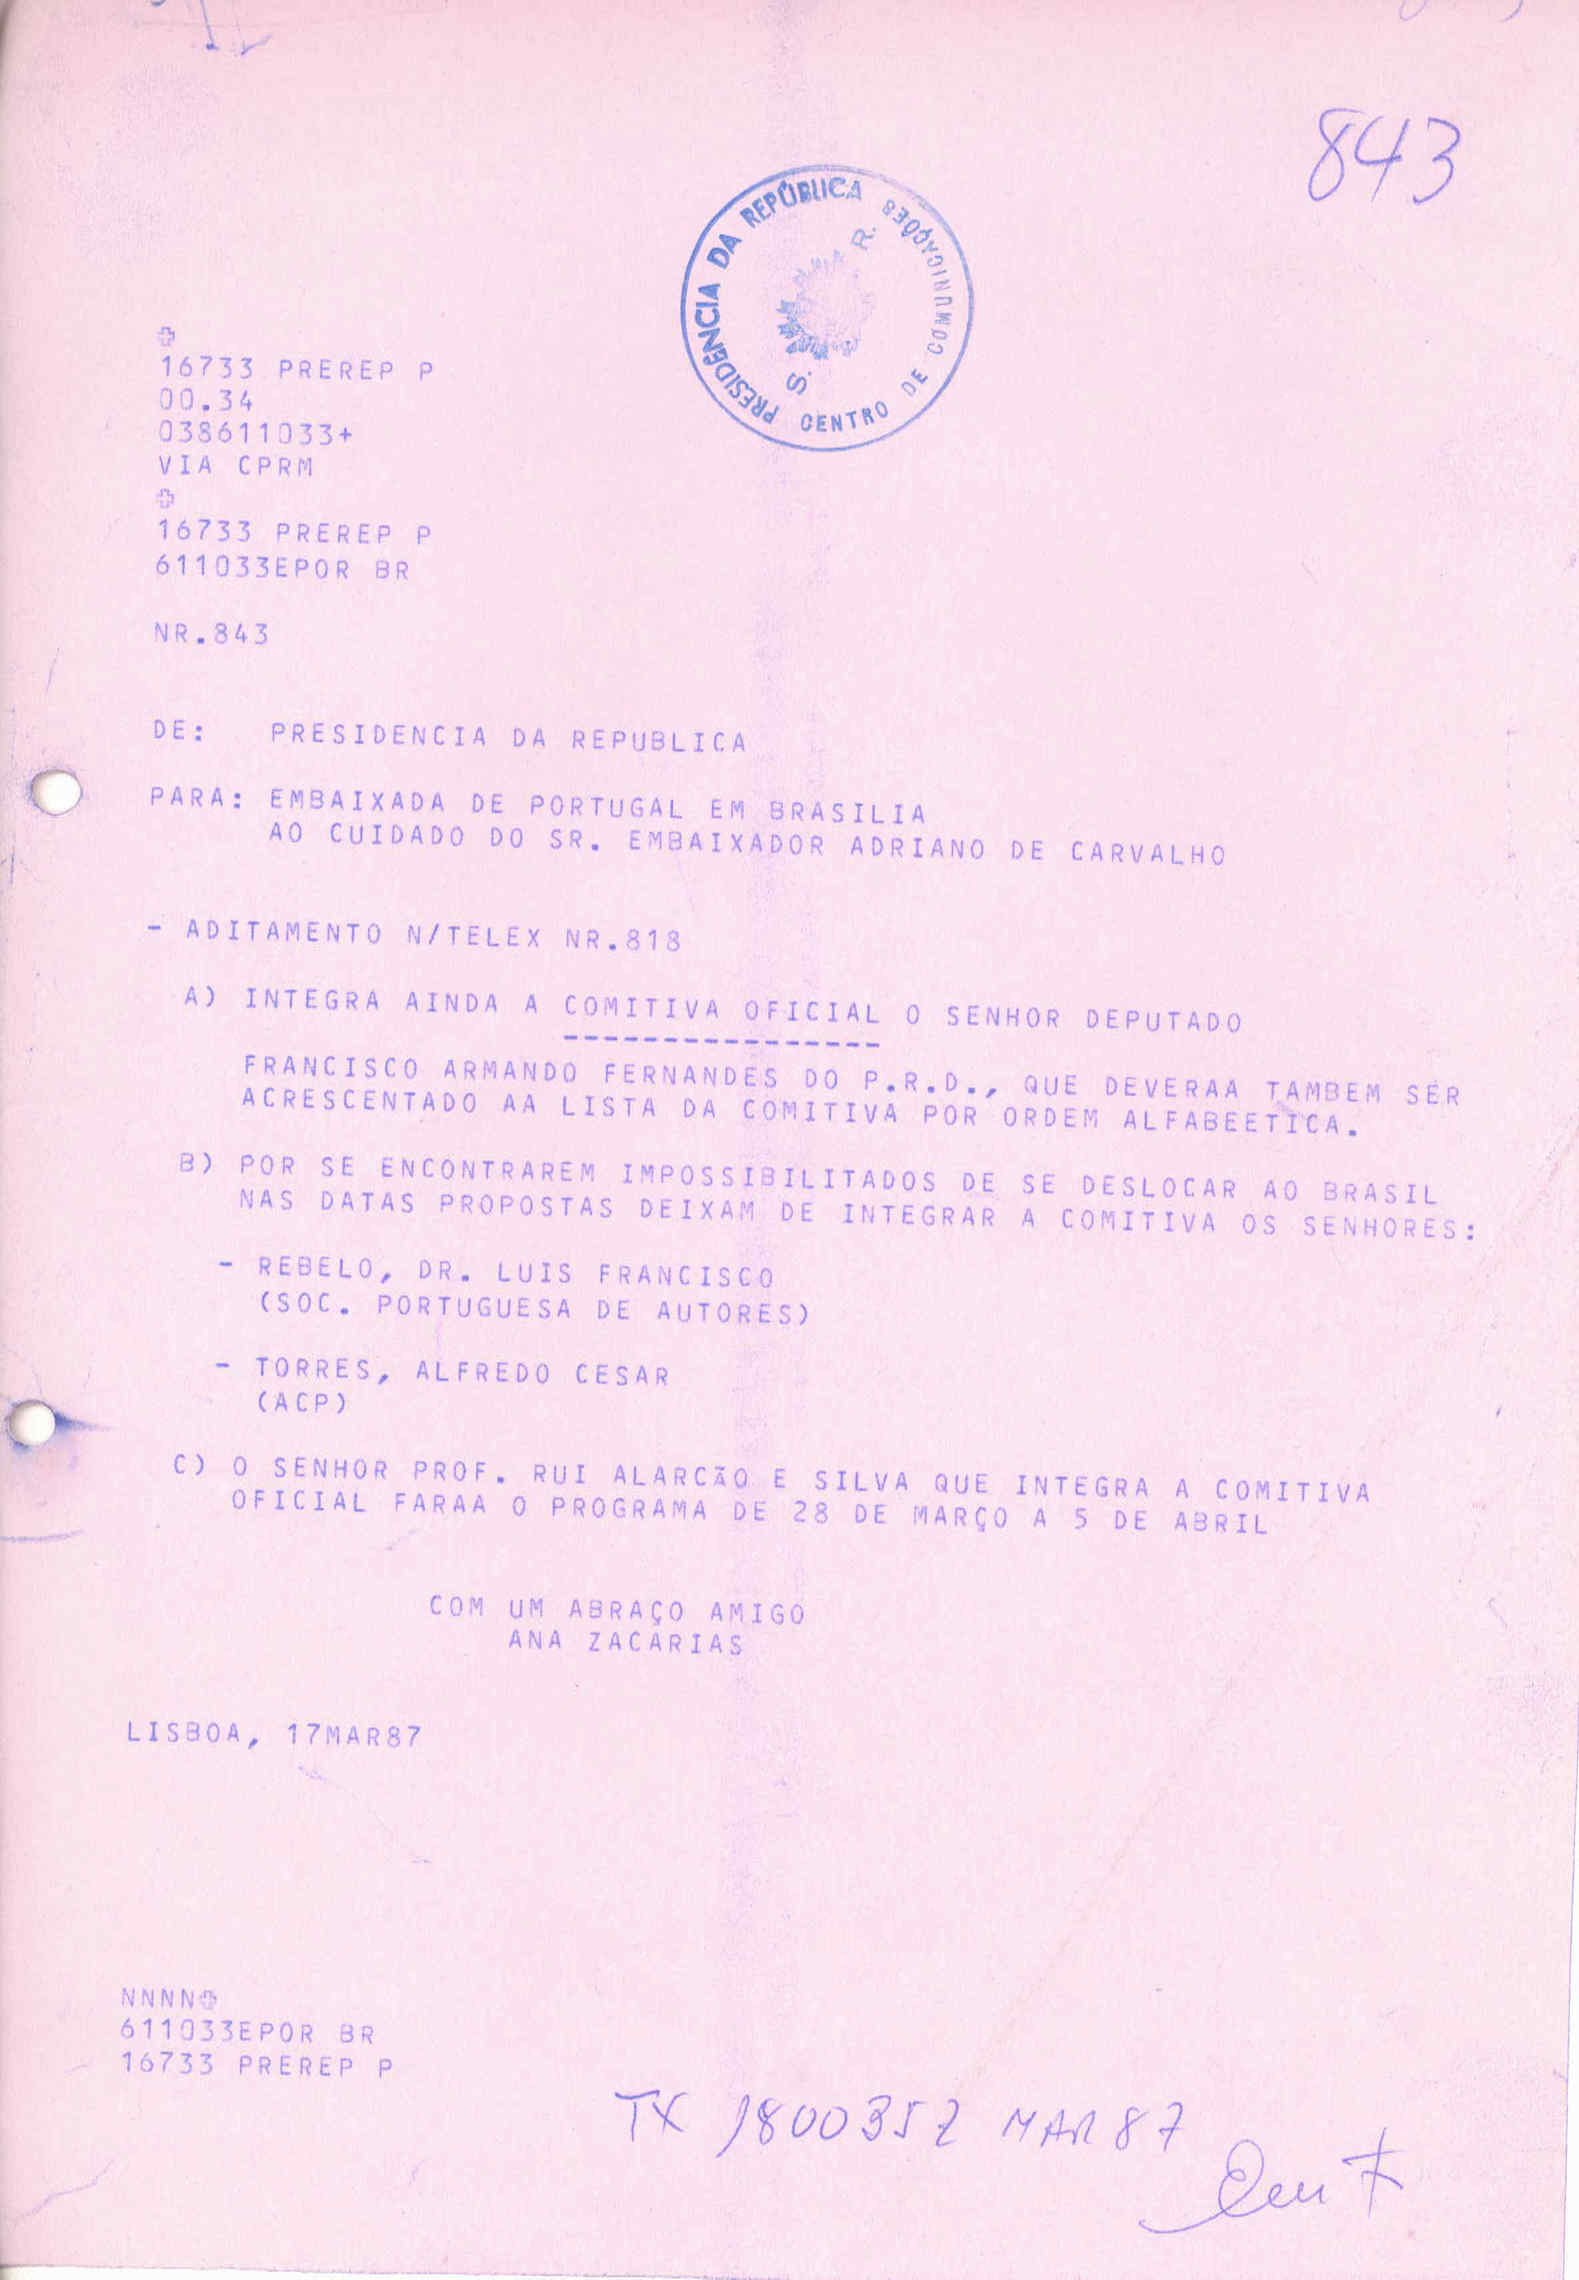 843
PRESIDÊNCIA DA REPÚBLICA
CENTRO DE COMUNICAÇÕES
S. R.
16733 PREREP P
00.34
038611033+
VIA CPRM
16733 PREREP P
611033EPOR BR
NR.843
DE: PRESIDENCIA DA REPUBLICA
PARA: EMBAIXADA DE PORTUGAL EM BRASILIA
AO CUIDADO DO SR. EMBAIXADOR ADRIANO DE CARVALHO
- ADITAMENTO N/TELEX NR.818
A) INTEGRA AINDA A COMITIVA OFICIAL O SENHOR DEPUTADO
----------------
FRANCISCO ARMANDO FERNANDES DO P.R.D., QUE DEVERAA TAMBEM SER
ACRESCENTADO AA LISTA DA COMITIVA POR ORDEM ALFABEETICA.
B) POR SE ENCONTRAREM IMPOSSIBILITADOS DE SE DESLOCAR AO BRASIL
NAS DATAS PROPOSTAS DEIXAM DE INTEGRAR A COMITIVA OS SENHORES:
- REBELO, DR. LUIS FRANCISCO
(SOC. PORTUGUESA DE AUTORES)
- TORRES, ALFREDO CESAR
(ACP)
C) O SENHOR PROF. RUI ALARCÃO E SILVA QUE INTEGRA A COMITIVA
OFICIAL FARAA O PROGRAMA DE 28 DE MARÇO A 5 DE ABRIL
COM UM ABRAÇO AMIGO
ANA ZACARIAS
LISBOA, 17MAR87
NNNN
611033EPOR BR
16733 PREREP P
TX 180035Z MAR 87